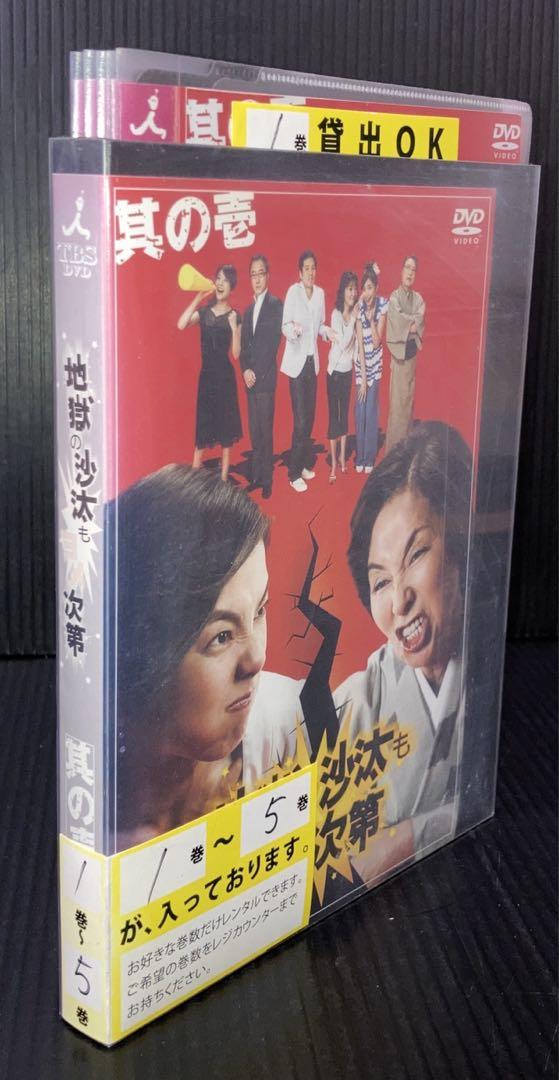 其の壱
1巻
貸出OK
DVD
VIDEO
其の壱
DVD
VIDEO
TBS
DVD
地獄の沙汰も
次第
其の壱
沙汰も
次第
1巻～5巻
が、入っております。
お好きな巻数だけレンタルできます。
ご希望の巻数をレジカウンターまで
お持ちください。
1巻～5巻